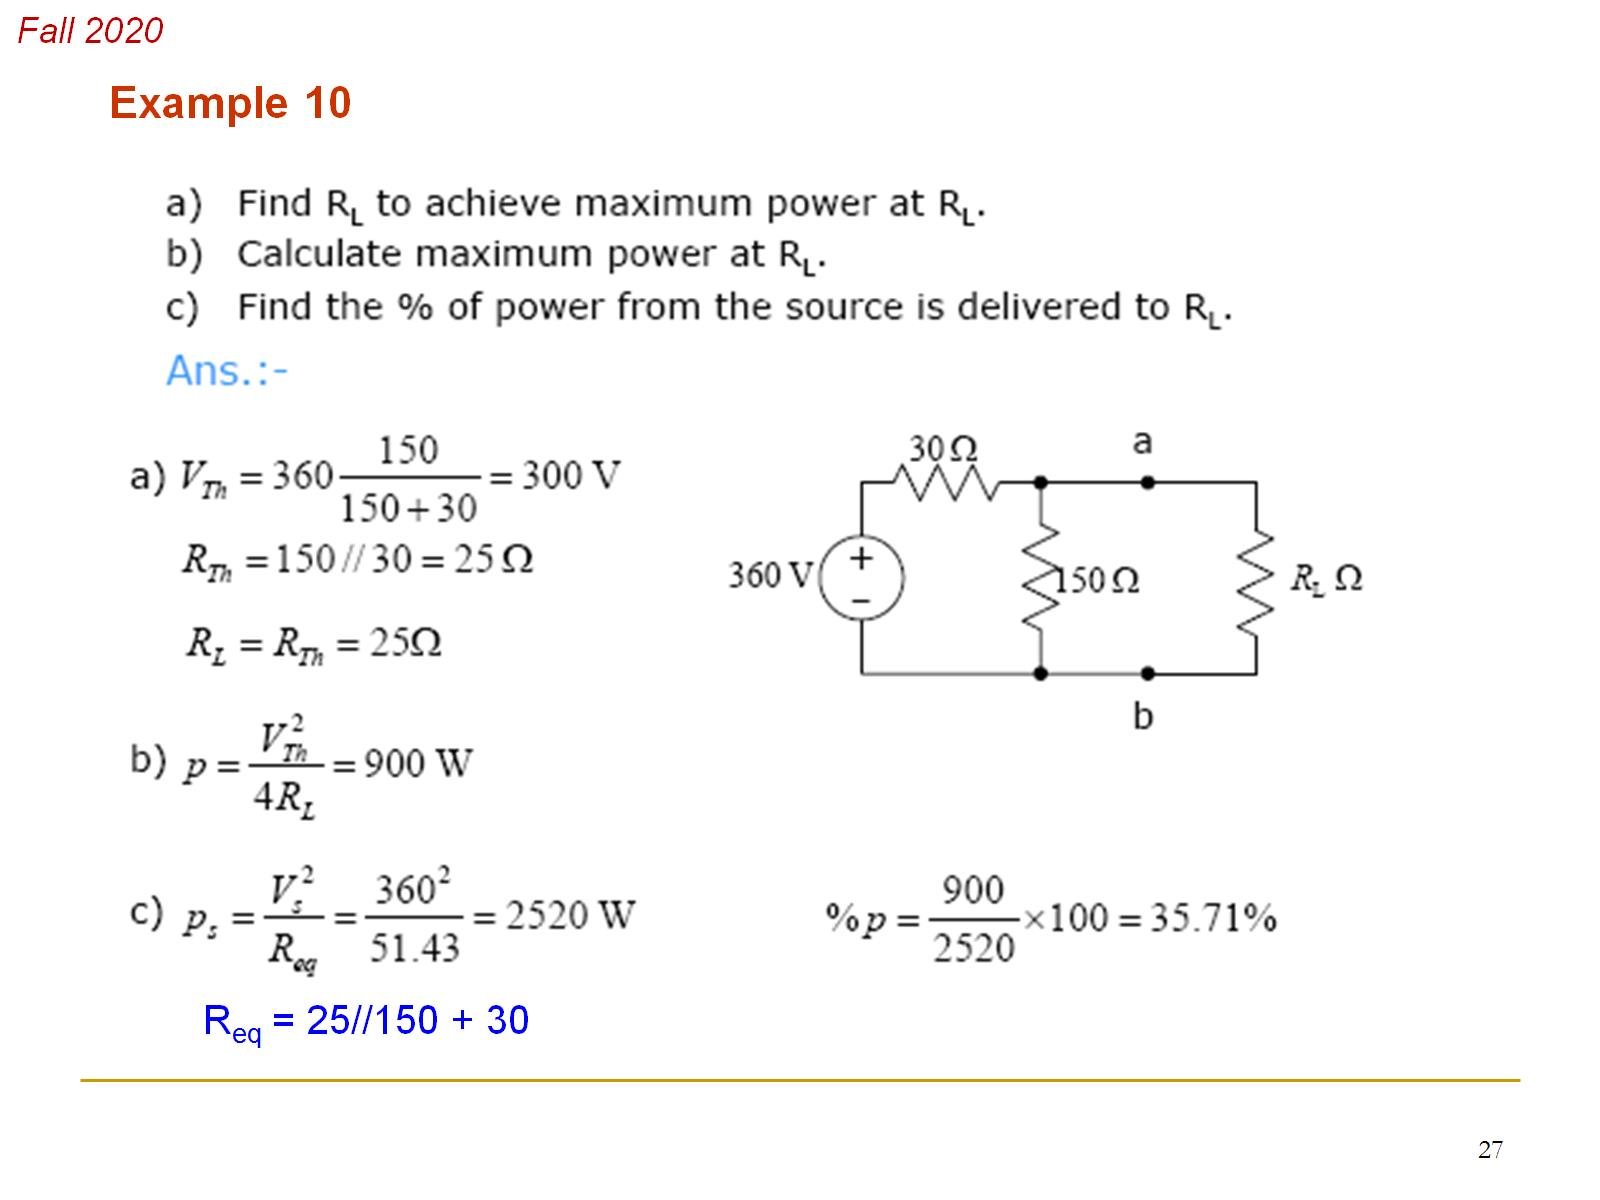 Fall 2020
Example 10
a) Find R_L to achieve maximum power at R_L.
b) Calculate maximum power at R_L.
c) Find the % of power from the source is delivered to R_L.
Ans.:-
a) V_Th = 360 150/(150+30) = 300 V
R_Th = 150 // 30 = 25 Ω
R_L = R_Th = 25Ω
30 Ω
a
360 V
+
−
150 Ω
R_L Ω
b
b) p = V_Th^2/(4R_L) = 900 W
c) p_s = V_s^2/R_eq = 360^2/51.43 = 2520 W
%p = 900/2520 ×100 = 35.71%
R_eq = 25//150 + 30
27